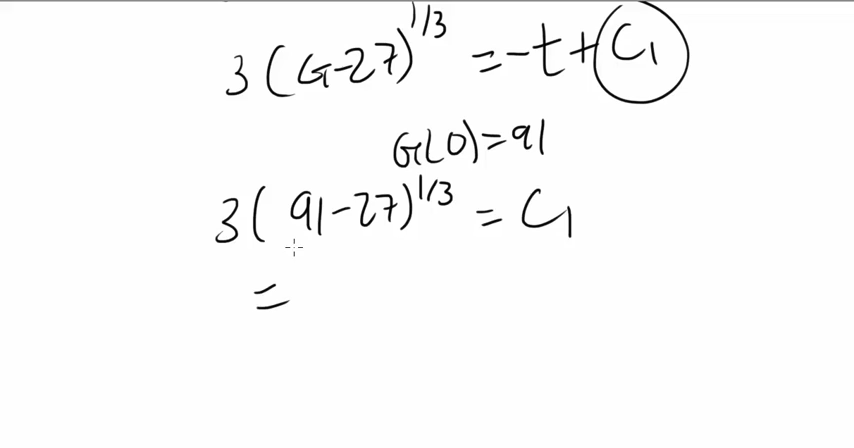 3(G-27)^1/3 = -t+C1
G(0)=91
3(91-27)^1/3 = C1
=